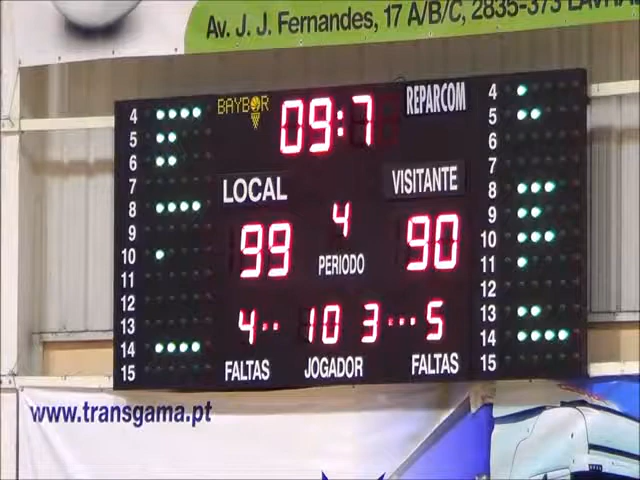 Av. J. J. Fernandes, 17 A/B/C, 2835-373 LAVRA
BAYBOR
09:7
REPARCOM
LOCAL
VISITANTE
99
4
90
PERIODO
4 10 3 5
FALTAS JOGADOR FALTAS
4 4
5 5
6 6
7 7
8 8
9 9
10 10
11 11
12 12
13 13
14 14
15 15
www.transgama.pt